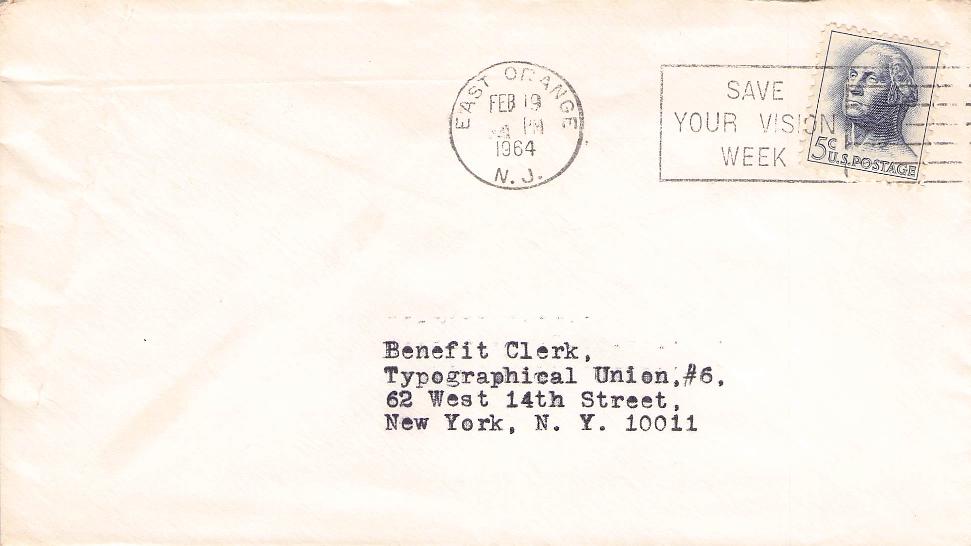 EAST ORANGE
FEB 19
PM
1964
N. J.
SAVE
YOUR VISION
WEEK
5c
U.S. POSTAGE
Benefit Clerk,
Typographical Union,#6,
62 West 14th Street,
New York, N. Y. 10011